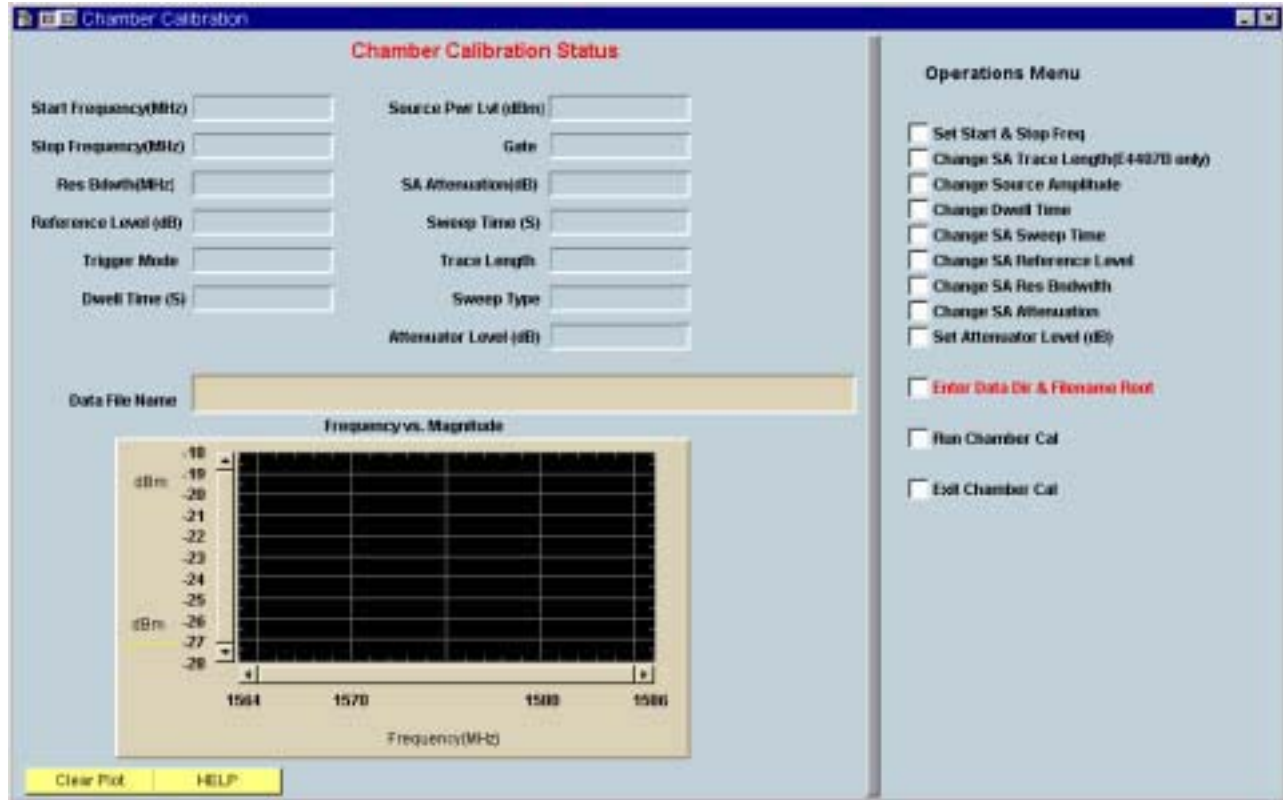 Chamber Calibration
Chamber Calibration Status
Start Frequency(MHz)
Source Pwr Lvl (dBm)
Stop Frequency(MHz)
Gate
Res Bdwth(MHz)
SA Attenuation(dB)
Reference Level (dB)
Sweep Time (S)
Trigger Mode
Trace Length
Dwell Time (S)
Sweep Type
Attenuator Level (dB)
Data File Name
Frequency vs. Magnitude
dBm
-18
-19
-20
-21
-22
-23
-24
-25
-26
-27
-28
dBm
1564 1570 1580 1586
Frequency(MHz)
Clear Plot HELP
Operations Menu
Set Start & Stop Freq
Change SA Trace Length(E4407B only)
Change Source Amplitude
Change Dwell Time
Change SA Sweep Time
Change SA Reference Level
Change SA Res Bndwdth
Change SA Attenuation
Set Attenuator Level (dB)
Enter Data Dir & Filename Root
Run Chamber Cal
Exit Chamber Cal